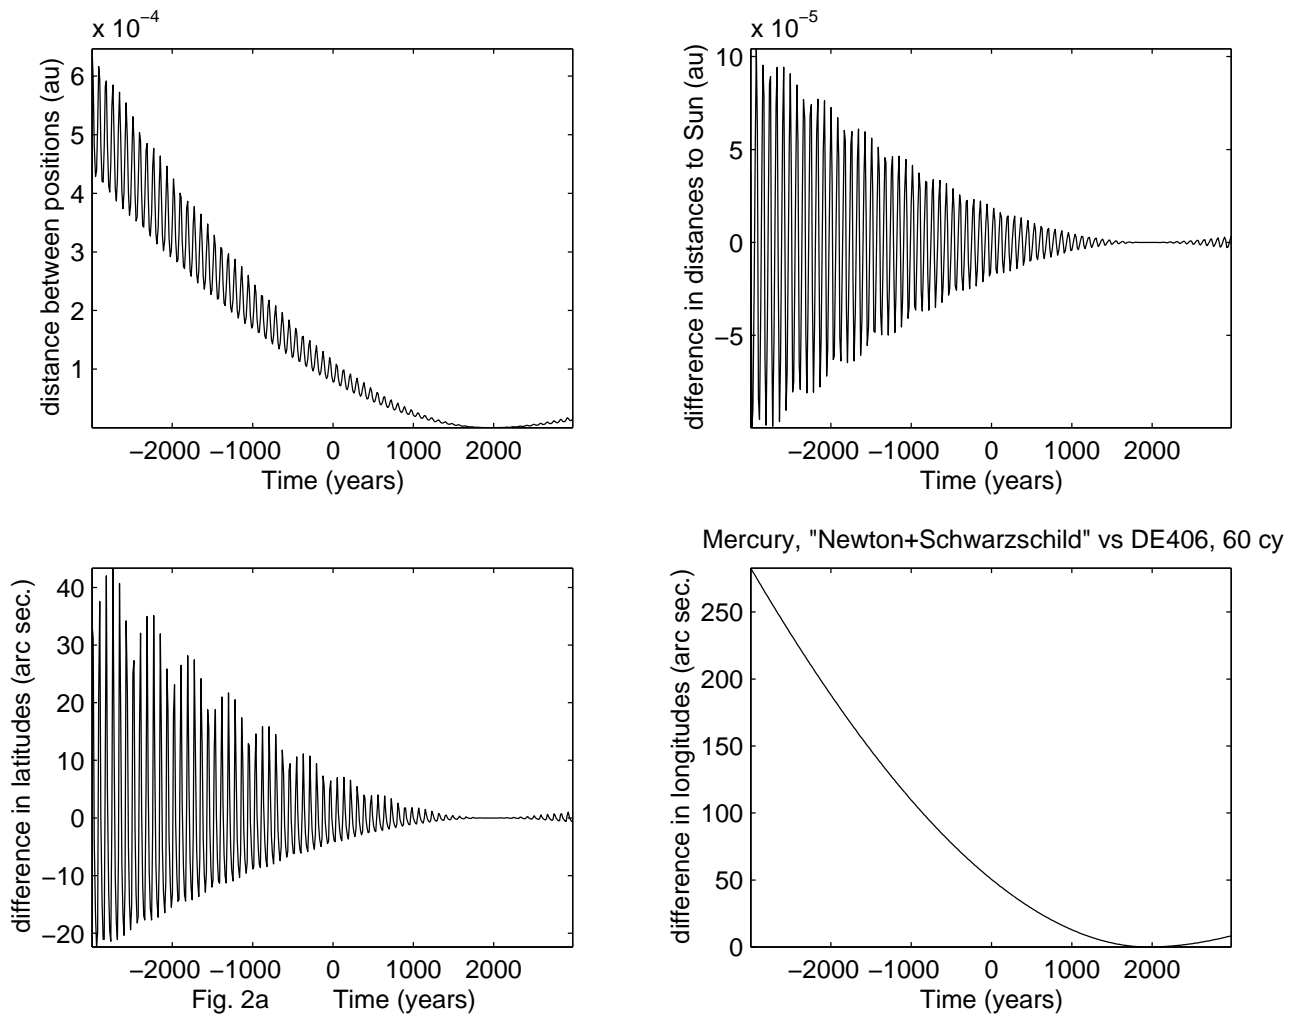 x 10−4
6
5
4
3
2
1
−2000 −1000 0 1000 2000
Time (years)
distance between positions (au)
x 10−5
10
5
0
−5
−2000 −1000 0 1000 2000
Time (years)
difference in distances to Sun (au)
40
30
20
10
0
−10
−20
−2000 −1000 0 1000 2000
Fig. 2a Time (years)
difference in latitudes (arc sec.)
Mercury, "Newton+Schwarzschild" vs DE406, 60 cy
250
200
150
100
50
0
−2000 −1000 0 1000 2000
Time (years)
difference in longitudes (arc sec.)